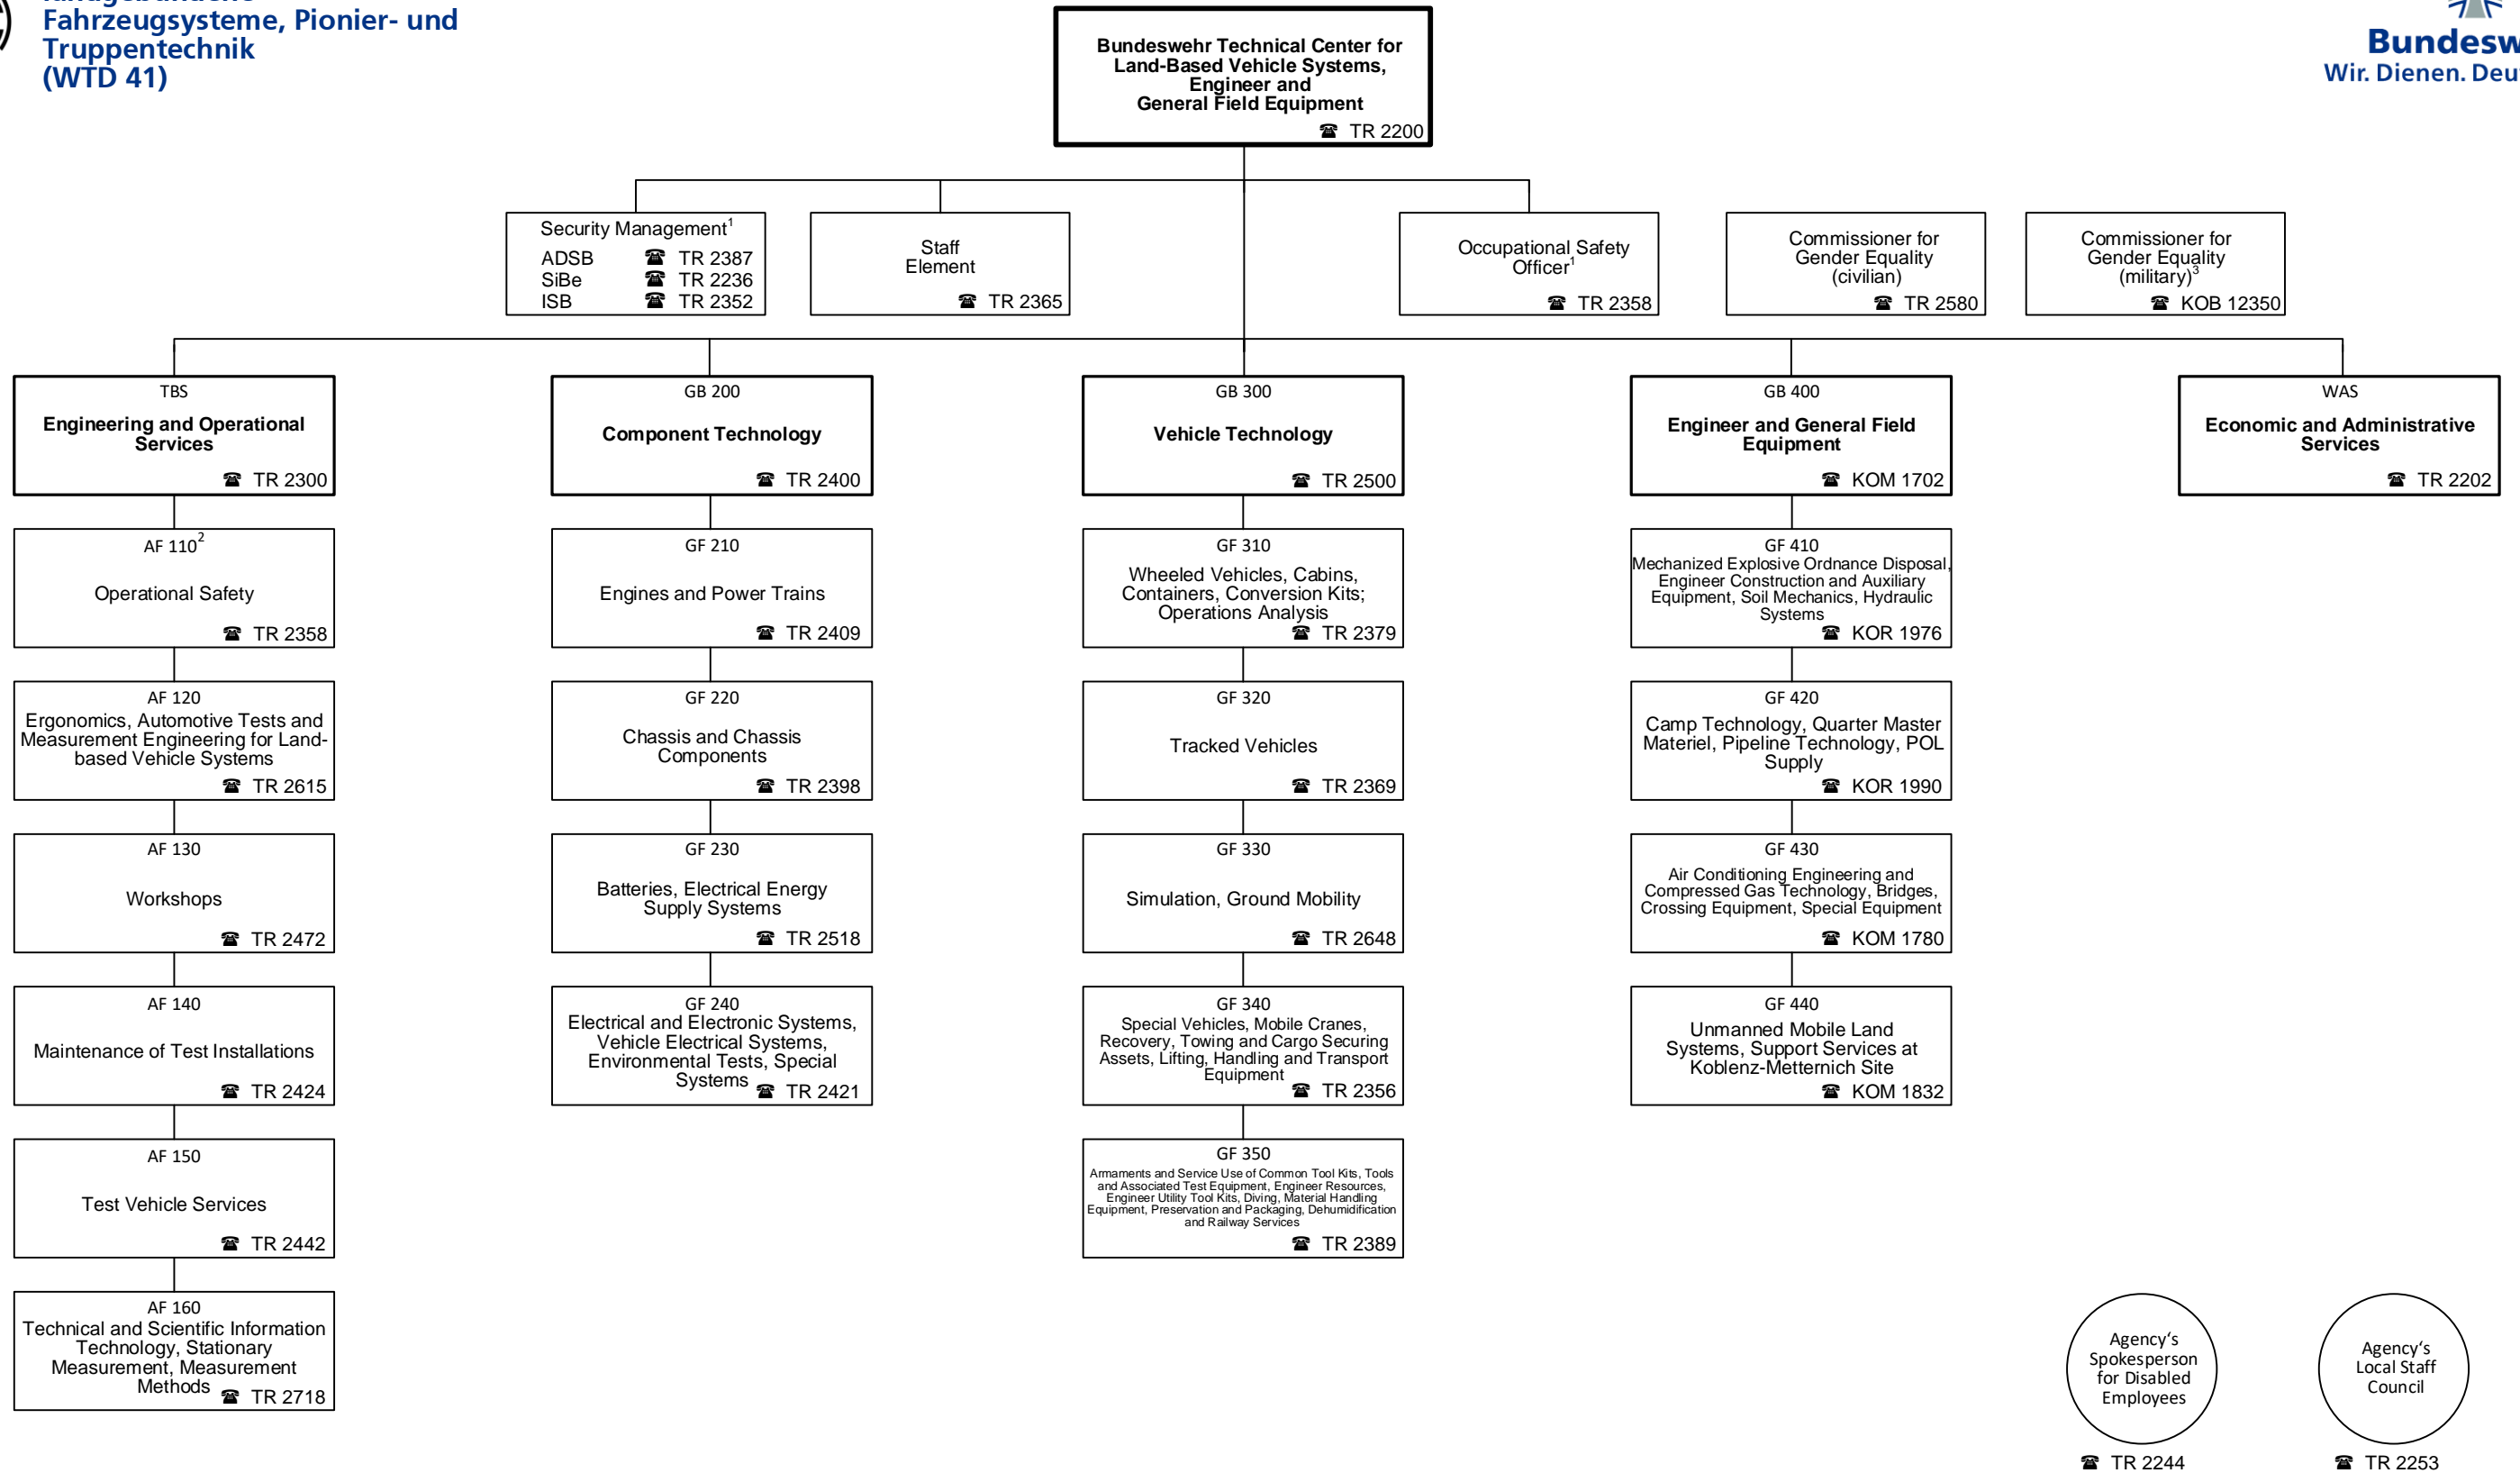 Fahrzeugsysteme, Pionier- und
Truppentechnik
(WTD 41)
Wir. Dienen.
Bundeswehr Technical Center for
Land-Based Vehicle Systems,
Engineer and
General Field Equipment
☎ TR 2200
Security Management¹
ADSB ☎ TR 2387
SiBe ☎ TR 2236
ISB ☎ TR 2352
Staff
Element
☎ TR 2365
Occupational Safety
Officer¹
☎ TR 2358
Commissioner for
Gender Equality
(civilian)
☎ TR 2580
Commissioner for
Gender Equality
(military)³
☎ KOB 12350
TBS
Engineering and Operational
Services
☎ TR 2300
AF 110²
Operational Safety
☎ TR 2358
AF 120
Ergonomics, Automotive Tests and
Measurement Engineering for Land-
based Vehicle Systems
☎ TR 2615
AF 130
Workshops
☎ TR 2472
AF 140
Maintenance of Test Installations
☎ TR 2424
AF 150
Test Vehicle Services
☎ TR 2442
AF 160
Technical and Scientific Information
Technology, Stationary
Measurement, Measurement
Methods
☎ TR 2718
GB 200
Component Technology
☎ TR 2400
GF 210
Engines and Power Trains
☎ TR 2409
GF 220
Chassis and Chassis
Components
☎ TR 2398
GF 230
Batteries, Electrical Energy
Supply Systems
☎ TR 2518
GF 240
Electrical and Electronic Systems,
Vehicle Electrical Systems,
Environmental Tests, Special
Systems
☎ TR 2421
GB 300
Vehicle Technology
☎ TR 2500
GF 310
Wheeled Vehicles, Cabins,
Containers, Conversion Kits;
Operations Analysis
☎ TR 2379
GF 320
Tracked Vehicles
☎ TR 2369
GF 330
Simulation, Ground Mobility
☎ TR 2648
GF 340
Special Vehicles, Mobile Cranes,
Recovery, Towing and Cargo Securing
Assets, Lifting, Handling and Transport
Equipment
☎ TR 2356
GF 350
Armaments and Service Use of Common Tool Kits, Tools
and Associated Test Equipment, Engineer Resources,
Engineer Utility Tool Kits, Diving, Material Handling
Equipment, Preservation and Packaging, Dehumidification
and Railway Services
☎ TR 2389
GB 400
Engineer and General Field
Equipment
☎ KOM 1702
GF 410
Mechanized Explosive Ordnance Disposal,
Engineer Construction and Auxiliary
Equipment, Soil Mechanics, Hydraulic
Systems
☎ KOR 1976
GF 420
Camp Technology, Quarter Master
Materiel, Pipeline Technology, POL
Supply
☎ KOR 1990
GF 430
Air Conditioning Engineering and
Compressed Gas Technology, Bridges,
Crossing Equipment, Special Equipment
☎ KOM 1780
GF 440
Unmanned Mobile Land
Systems, Support Services at
Koblenz-Metternich Site
☎ KOM 1832
WAS
Economic and Administrative
Services
☎ TR 2202
Agency‘s
Spokesperson
for Disabled
Employees
☎ TR 2244
Agency‘s
Local Staff
Council
☎ TR 2253